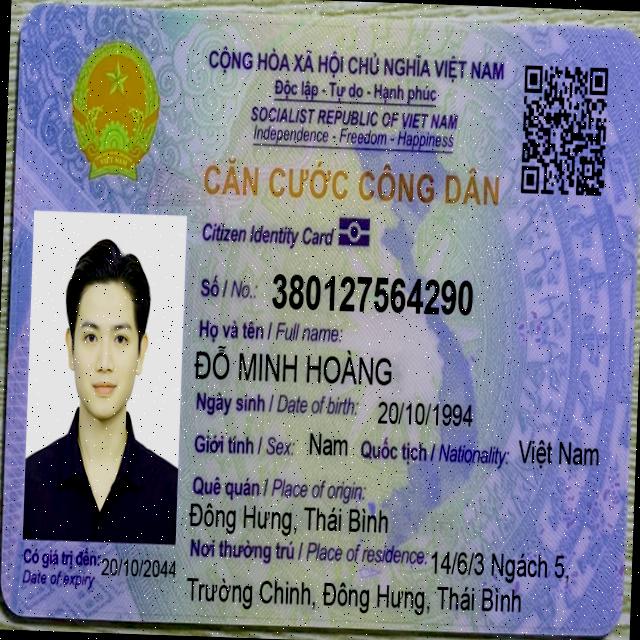 CỘNG HÒA XÃ HỘI CHỦ NGHĨA VIỆT NAM
Độc lập - Tự do - Hạnh phúc
SOCIALIST REPUBLIC OF VIET NAM
Independence - Freedom - Happiness
CĂN CƯỚC CÔNG DÂN
Citizen Identity Card
Số / No.: 380127564290
Họ và tên / Full name:
ĐỖ MINH HOÀNG
Ngày sinh / Date of birth: 20/10/1994
Giới tính / Sex: Nam Quốc tịch / Nationality: Việt Nam
Quê quán / Place of origin:
Đông Hưng, Thái Bình
Nơi thường trú / Place of residence: 14/6/3 Ngách 5,
Trường Chinh, Đông Hưng, Thái Bình
Có giá trị đến: 20/10/2044
Date of expiry
VIỆT NAM